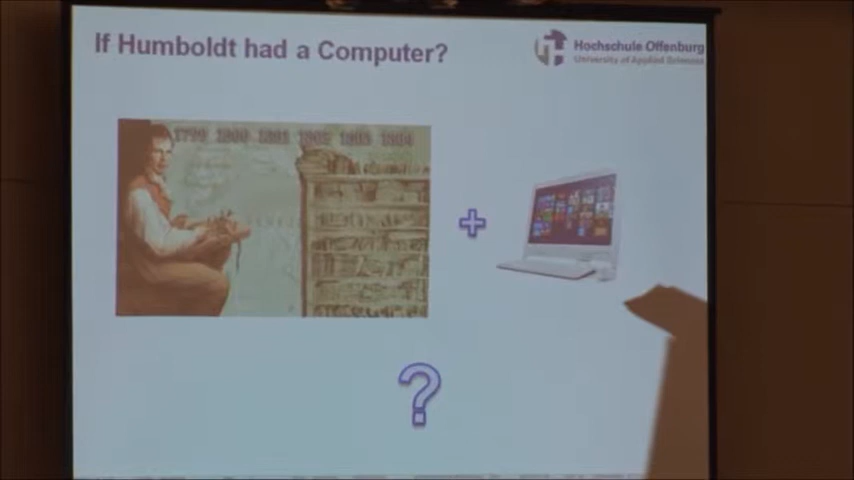 If Humboldt had a Computer?
Hochschule Offenburg
University of Applied Sciences
1799 1800 1801 1802 1803 1804
+
?